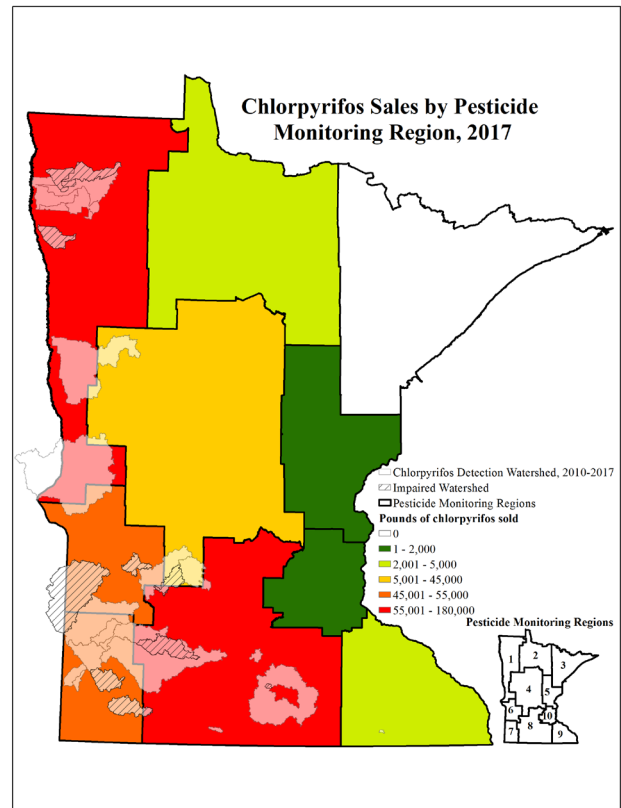 Chlorpyrifos Sales by Pesticide
Monitoring Region, 2017
Chlorpyrifos Detection Watershed, 2010-2017
Impaired Watershed
Pesticide Monitoring Regions
Pounds of chlorpyrifos sold
0
1 - 2,000
2,001 - 5,000
5,001 - 45,000
45,001 - 55,000
55,001 - 180,000
Pesticide Monitoring Regions
1
2
3
4
5
6
10
7
8
9